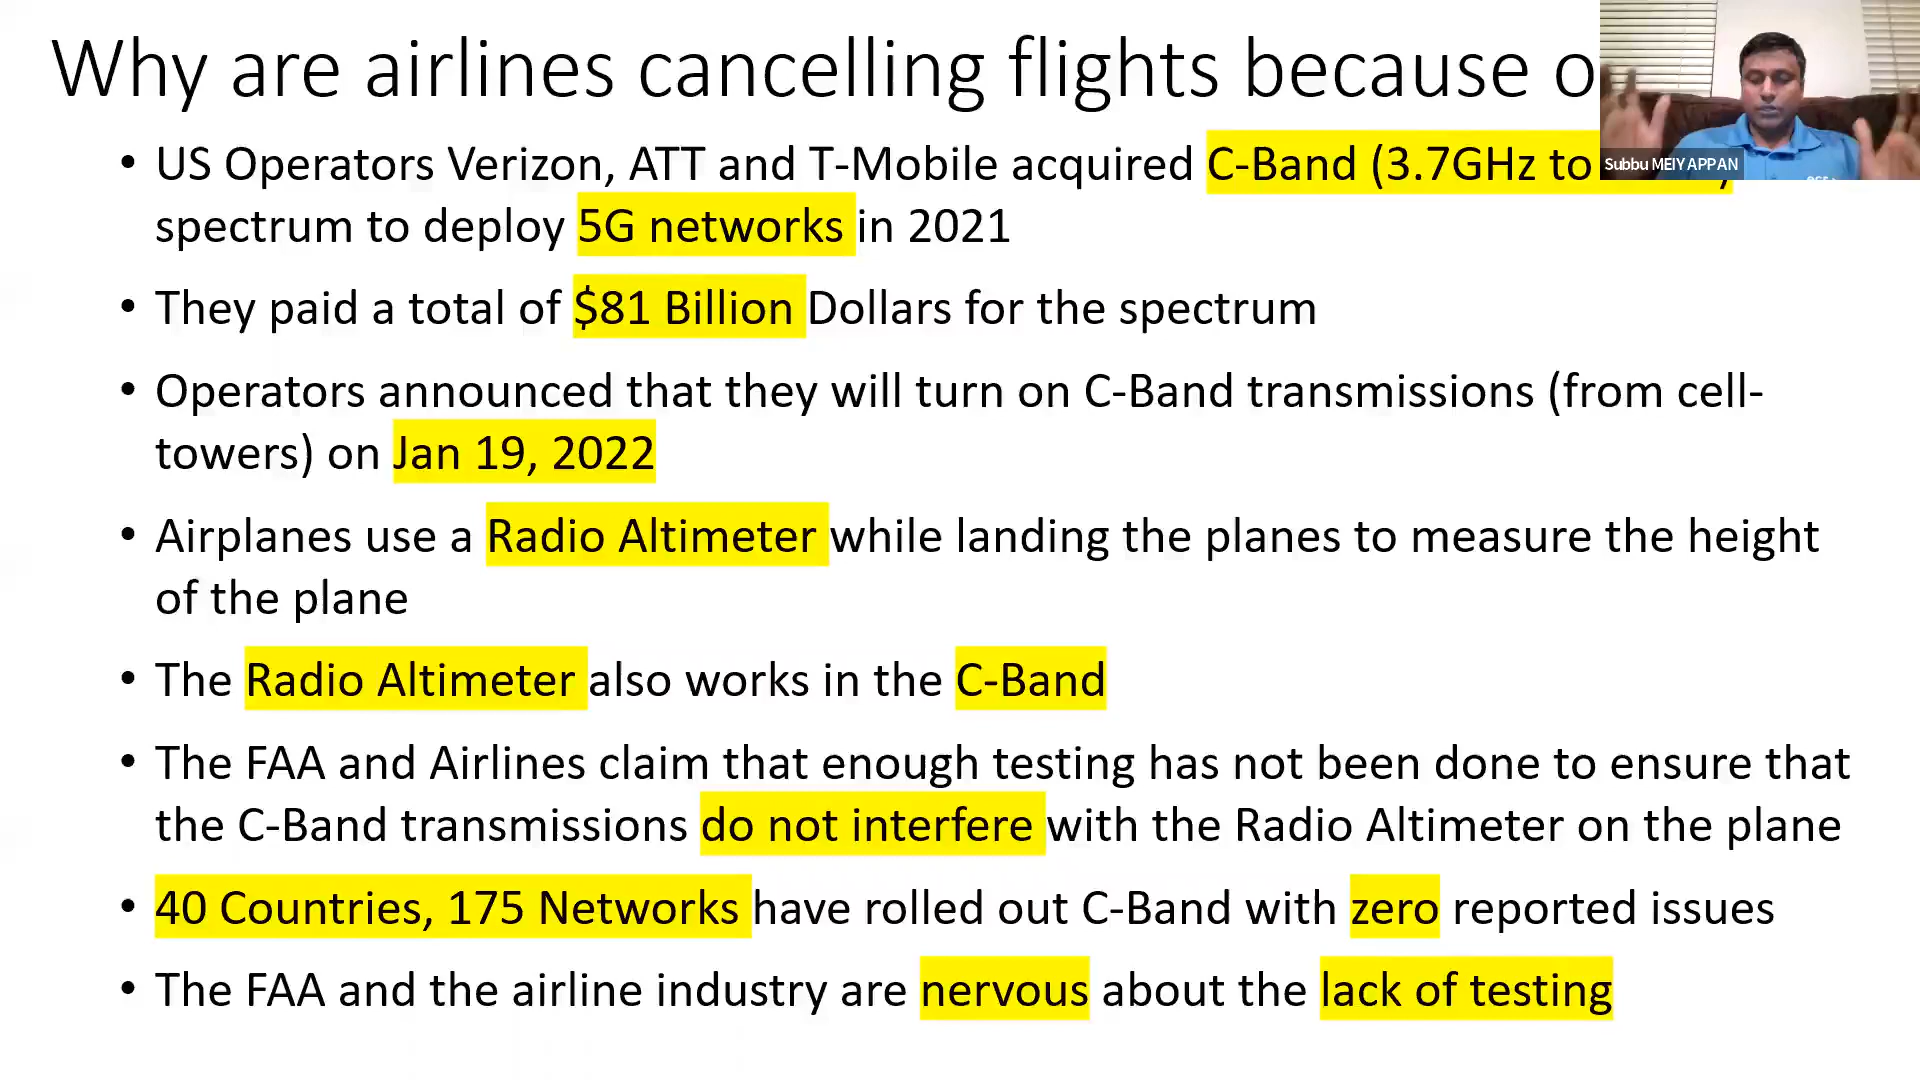 Why are airlines cancelling flights because
• US Operators Verizon, ATT and T-Mobile acquired C-Band (3.7GHz to
spectrum to deploy 5G networks in 2021
• They paid a total of $81 Billion Dollars for the spectrum
• Operators announced that they will turn on C-Band transmissions (from cell-
towers) on Jan 19, 2022
• Airplanes use a Radio Altimeter while landing the planes to measure the height
of the plane
• The Radio Altimeter also works in the C-Band
• The FAA and Airlines claim that enough testing has not been done to ensure that
the C-Band transmissions do not interfere with the Radio Altimeter on the plane
• 40 Countries, 175 Networks have rolled out C-Band with zero reported issues
• The FAA and the airline industry are nervous about the lack of testing
Subbu MEIYAPPAN